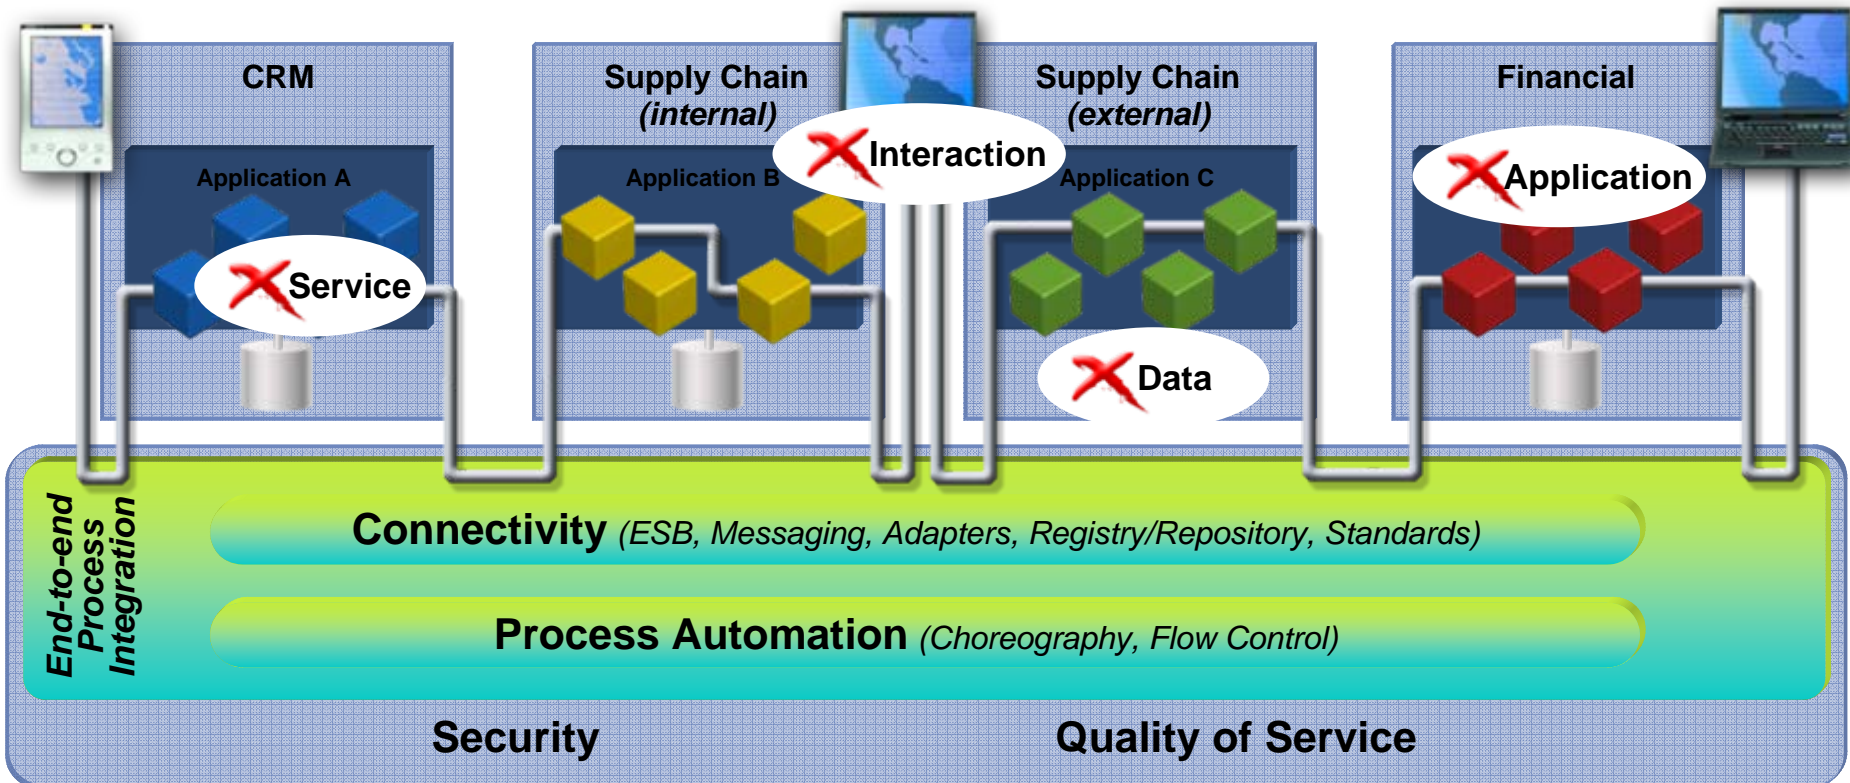 CRM
Supply Chain
(internal)
Supply Chain
(external)
Financial
Interaction
Application
Application A
Application B
Application C
Service
Data
End-to-end
Process
Integration
Connectivity (ESB, Messaging, Adapters, Registry/Repository, Standards)
Process Automation (Choreography, Flow Control)
Security
Quality of Service